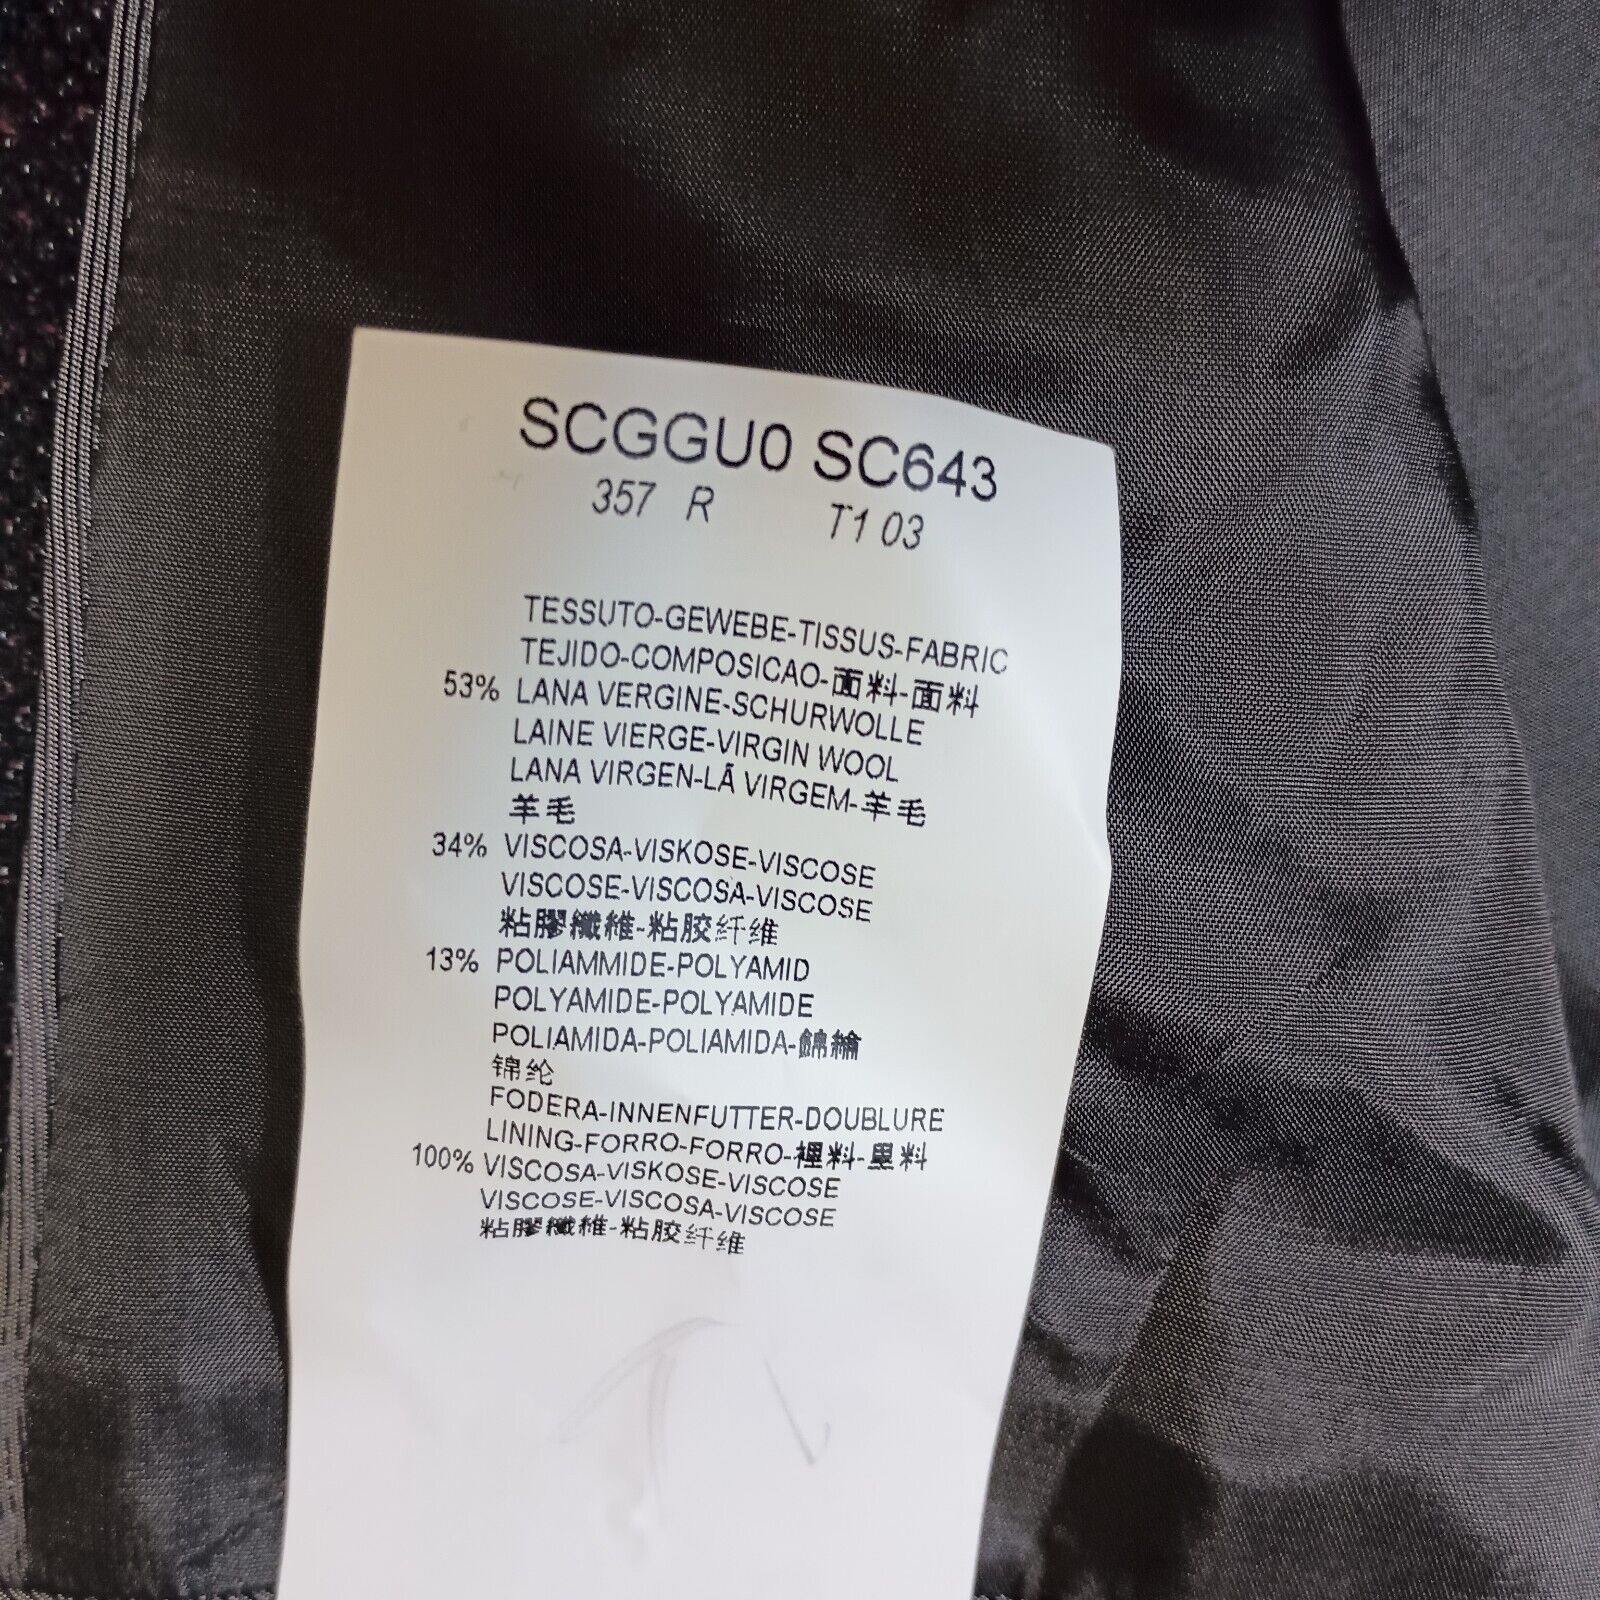 SCGGU0 SC643
357 R T1 03
TESSUTO-GEWEBE-TISSUS-FABRIC
TEJIDO-COMPOSICAO-面料-面料
53% LANA VERGINE-SCHURWOLLE
LAINE VIERGE-VIRGIN WOOL
LANA VIRGEN-LÃ VIRGEM-羊毛
羊毛
34% VISCOSA-VISKOSE-VISCOSE
VISCOSE-VISCOSA-VISCOSE
粘膠纖維-粘胶纤维
13% POLIAMMIDE-POLYAMID
POLYAMIDE-POLYAMIDE
POLIAMIDA-POLIAMIDA-錦綸
锦纶
FODERA-INNENFUTTER-DOUBLURE
LINING-FORRO-FORRO-裡料-里料
100% VISCOSA-VISKOSE-VISCOSE
VISCOSE-VISCOSA-VISCOSE
粘膠纖維-粘胶纤维